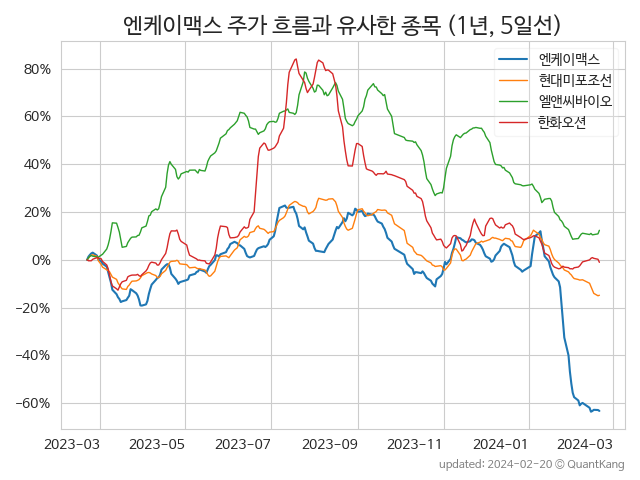 엔케이맥스 주가 흐름과 유사한 종목 (1년, 5일선)
엔케이맥스
현대미포조선
엘앤씨바이오
한화오션
80%
60%
40%
20%
0%
−20%
−40%
−60%
2023-03 2023-05 2023-07 2023-09 2023-11 2024-01 2024-03
updated: 2024-02-20 © QuantKang